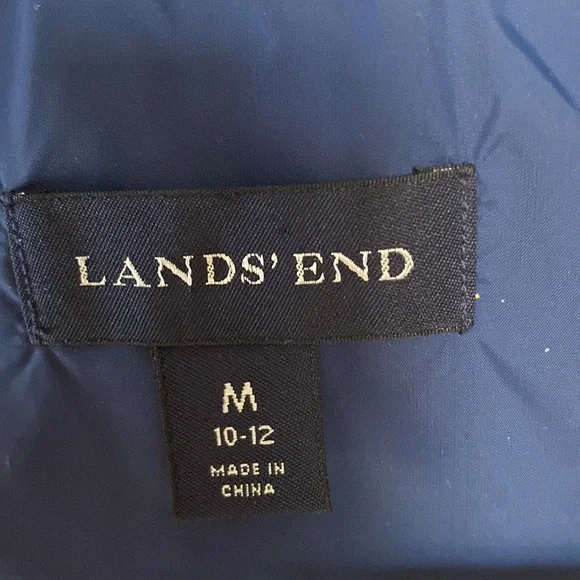 LANDS' END
M
10-12
MADE IN
CHINA